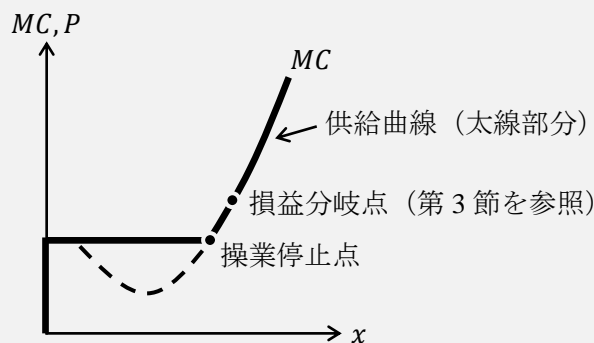 MC, P
MC
供給曲線（太線部分）
損益分岐点（第 3 節を参照）
操業停止点
x